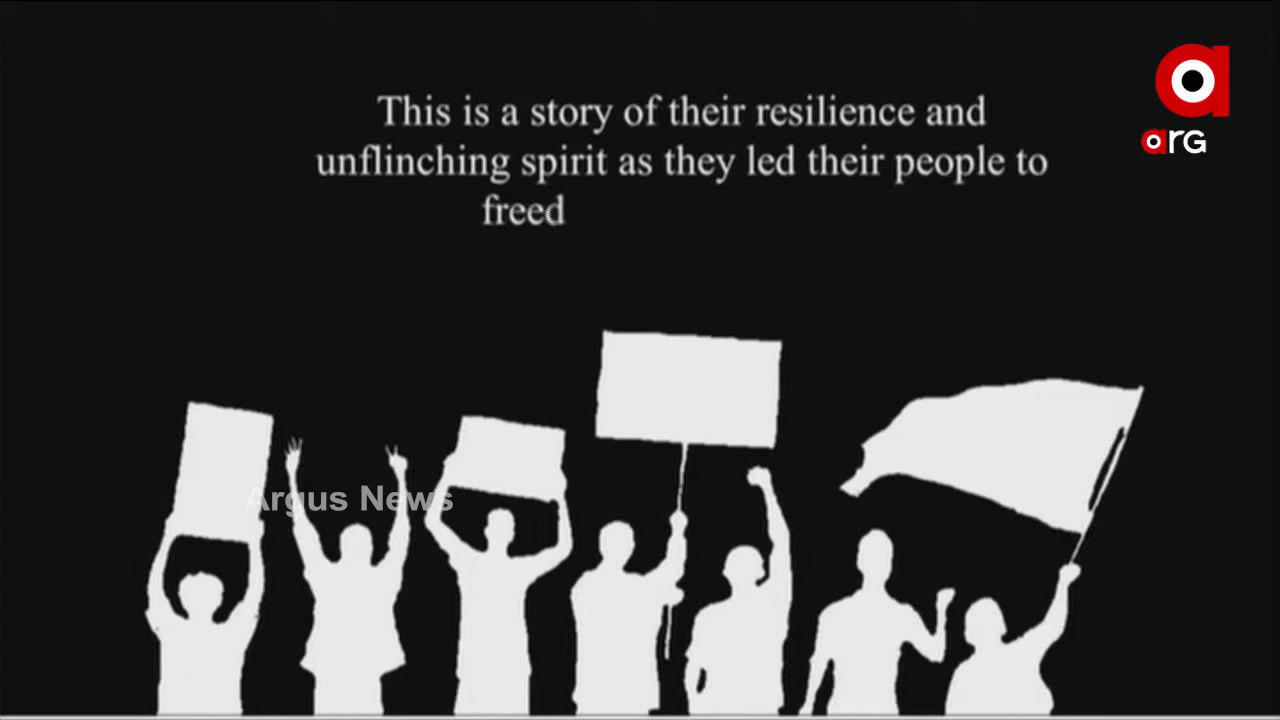 This is a story of their resilience and
unflinching spirit as they led their people to
freed
arG
Argus News